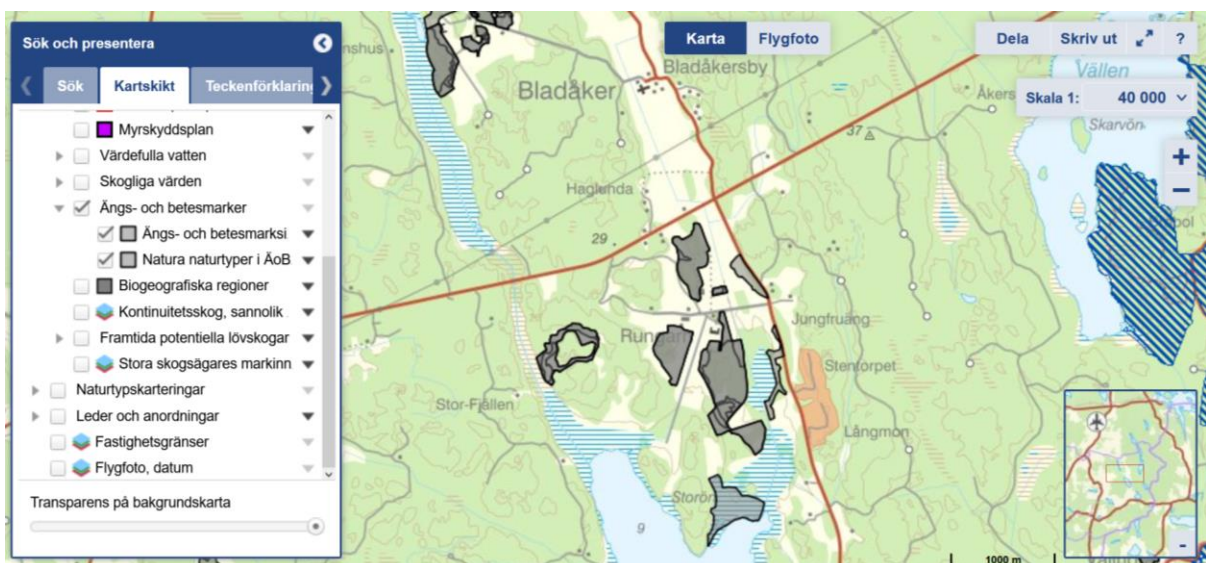 Sök och presentera
Sök
Kartskikt
Teckenförklaring
Myrskyddsplan
Värdefulla vatten
Skogliga värden
Ängs- och betesmarker
Ängs- och betesmarksi
Natura naturtyper i ÄoB
Biogeografiska regioner
Kontinuitetsskog, sannolik
Framtida potentiella lövskogar
Stora skogsägares markinn.
Naturtypskarteringar
Leder och anordningar
Fastighetsgränser
Flygfoto, datum
Transparens på bakgrundskarta
Karta
Flygfoto
Dela
Skriv ut
?
Skala 1:
40 000
+
−
nshus
Bladåker
Bladåkersby
Vällen
Åkers
Skarvön
37
Haglunda
29
Jungfruäng
Stentorpet
Stor-Fjällen
Långmon
9
1000 m
-